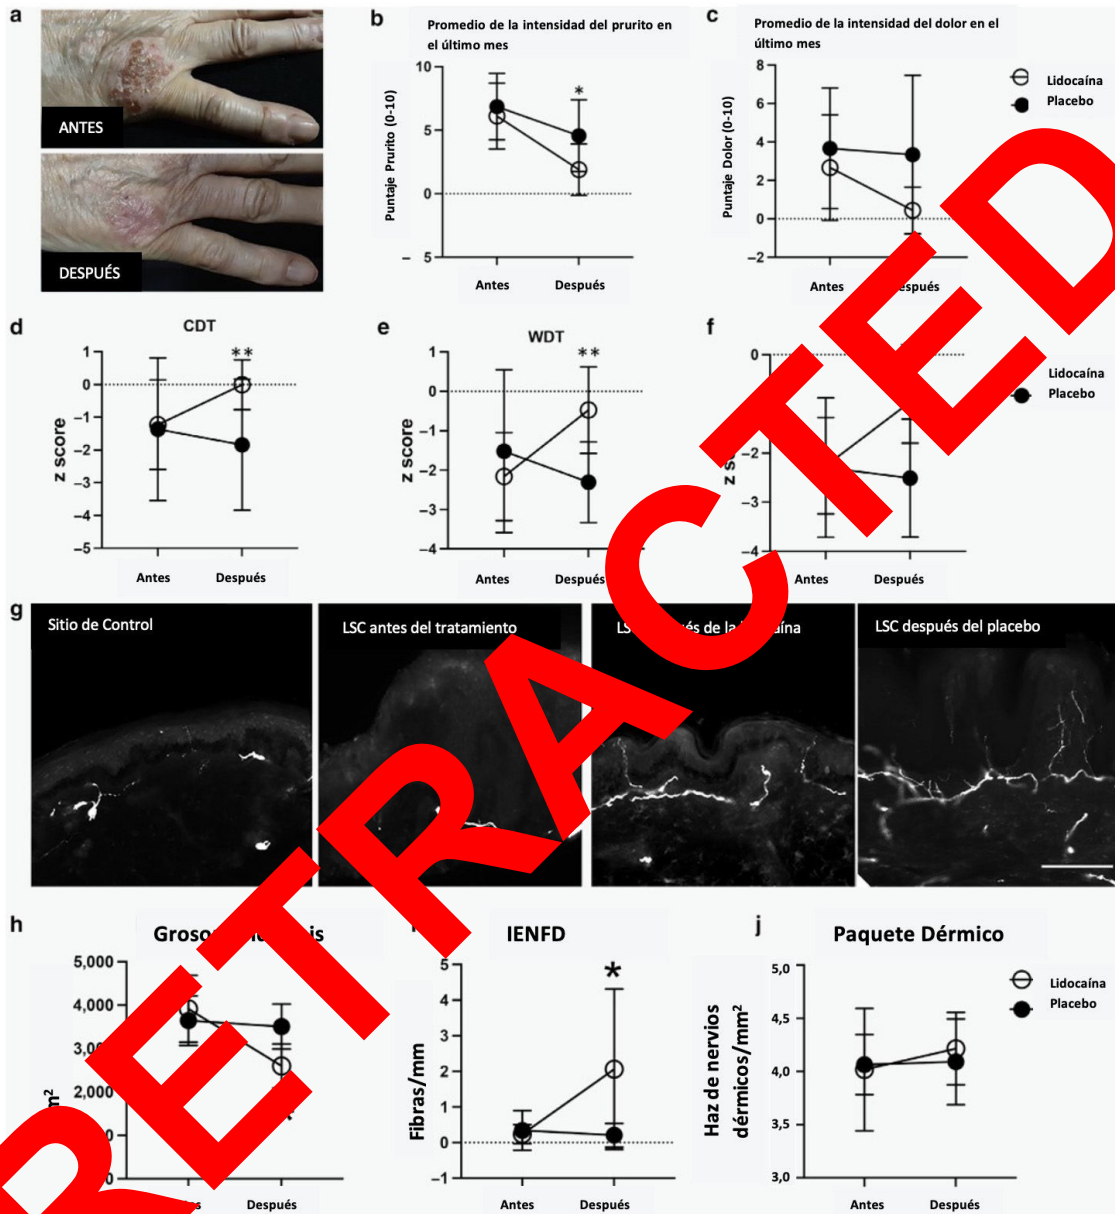 a
ANTES
DESPUÉS
b
Promedio de la intensidad del prurito en
el último mes
Puntaje Prurito (0-10)
10
5
0
– 5
*
Antes
Después
c
Promedio de la intensidad del dolor en el
último mes
Puntaje Dolor (0-10)
8
6
4
2
0
–2
Antes
Lidocaína
Placebo
d
CDT
z score
1
0
–1
–2
–3
–4
–5
**
Antes
Después
e
WDT
z score
1
0
–1
–2
–3
–4
**
Antes
Después
f
0
–2
–3
–4
Antes
Después
Lidocaína
Placebo
g
Sitio de Control
LSC antes del tratamiento
de la
LSC después del placebo
h
5,000
4,000
2,000
Después
IENFD
Fibras/mm
5
4
3
2
1
0
–1
*
Antes
Después
j
Paquete Dérmico
Haz de nervios
dérmicos/mm²
5,0
4,5
4,0
3,5
3,0
Antes
Después
Lidocaína
Placebo
RETRACTED